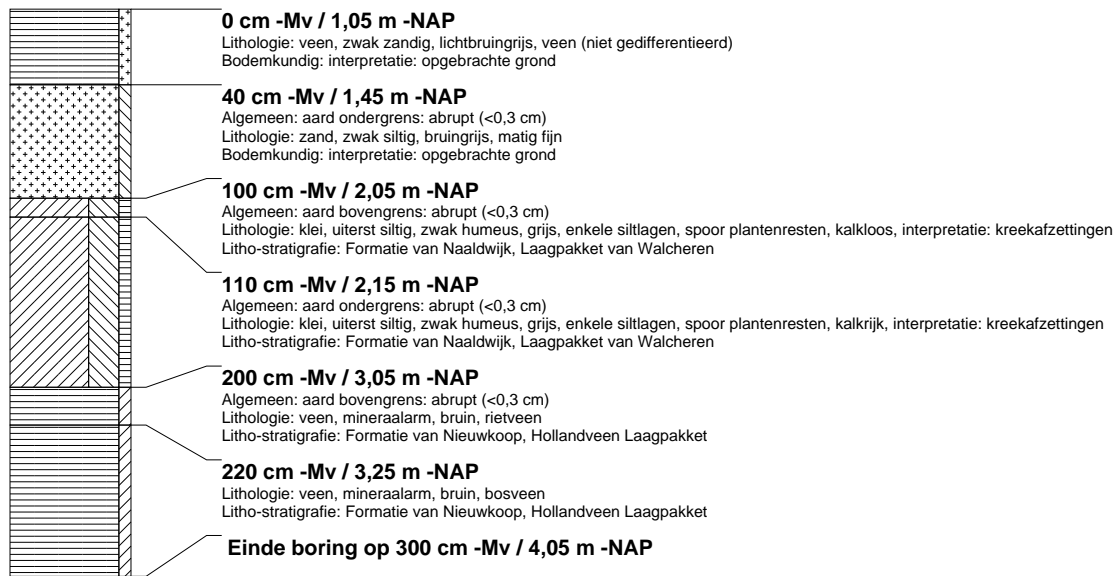 0 cm -Mv / 1,05 m -NAP
Lithologie: veen, zwak zandig, lichtbruingrijs, veen (niet gedifferentieerd)
Bodemkundig: interpretatie: opgebrachte grond
40 cm -Mv / 1,45 m -NAP
Algemeen: aard ondergrens: abrupt (<0,3 cm)
Lithologie: zand, zwak siltig, bruingrijs, matig fijn
Bodemkundig: interpretatie: opgebrachte grond
100 cm -Mv / 2,05 m -NAP
Algemeen: aard bovengrens: abrupt (<0,3 cm)
Lithologie: klei, uiterst siltig, zwak humeus, grijs, enkele siltlagen, spoor plantenresten, kalkloos, interpretatie: kreekafzettingen
Litho-stratigrafie: Formatie van Naaldwijk, Laagpakket van Walcheren
110 cm -Mv / 2,15 m -NAP
Algemeen: aard ondergrens: abrupt (<0,3 cm)
Lithologie: klei, uiterst siltig, zwak humeus, grijs, enkele siltlagen, spoor plantenresten, kalkrijk, interpretatie: kreekafzettingen
Litho-stratigrafie: Formatie van Naaldwijk, Laagpakket van Walcheren
200 cm -Mv / 3,05 m -NAP
Algemeen: aard bovengrens: abrupt (<0,3 cm)
Lithologie: veen, mineraalarm, bruin, rietveen
Litho-stratigrafie: Formatie van Nieuwkoop, Hollandveen Laagpakket
220 cm -Mv / 3,25 m -NAP
Lithologie: veen, mineraalarm, bruin, bosveen
Litho-stratigrafie: Formatie van Nieuwkoop, Hollandveen Laagpakket
Einde boring op 300 cm -Mv / 4,05 m -NAP